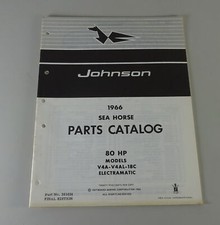 Johnson
1966
SEA HORSE
PARTS CATALOG
80 HP
MODELS
V4A-V4AL-18C
ELECTRAMATIC